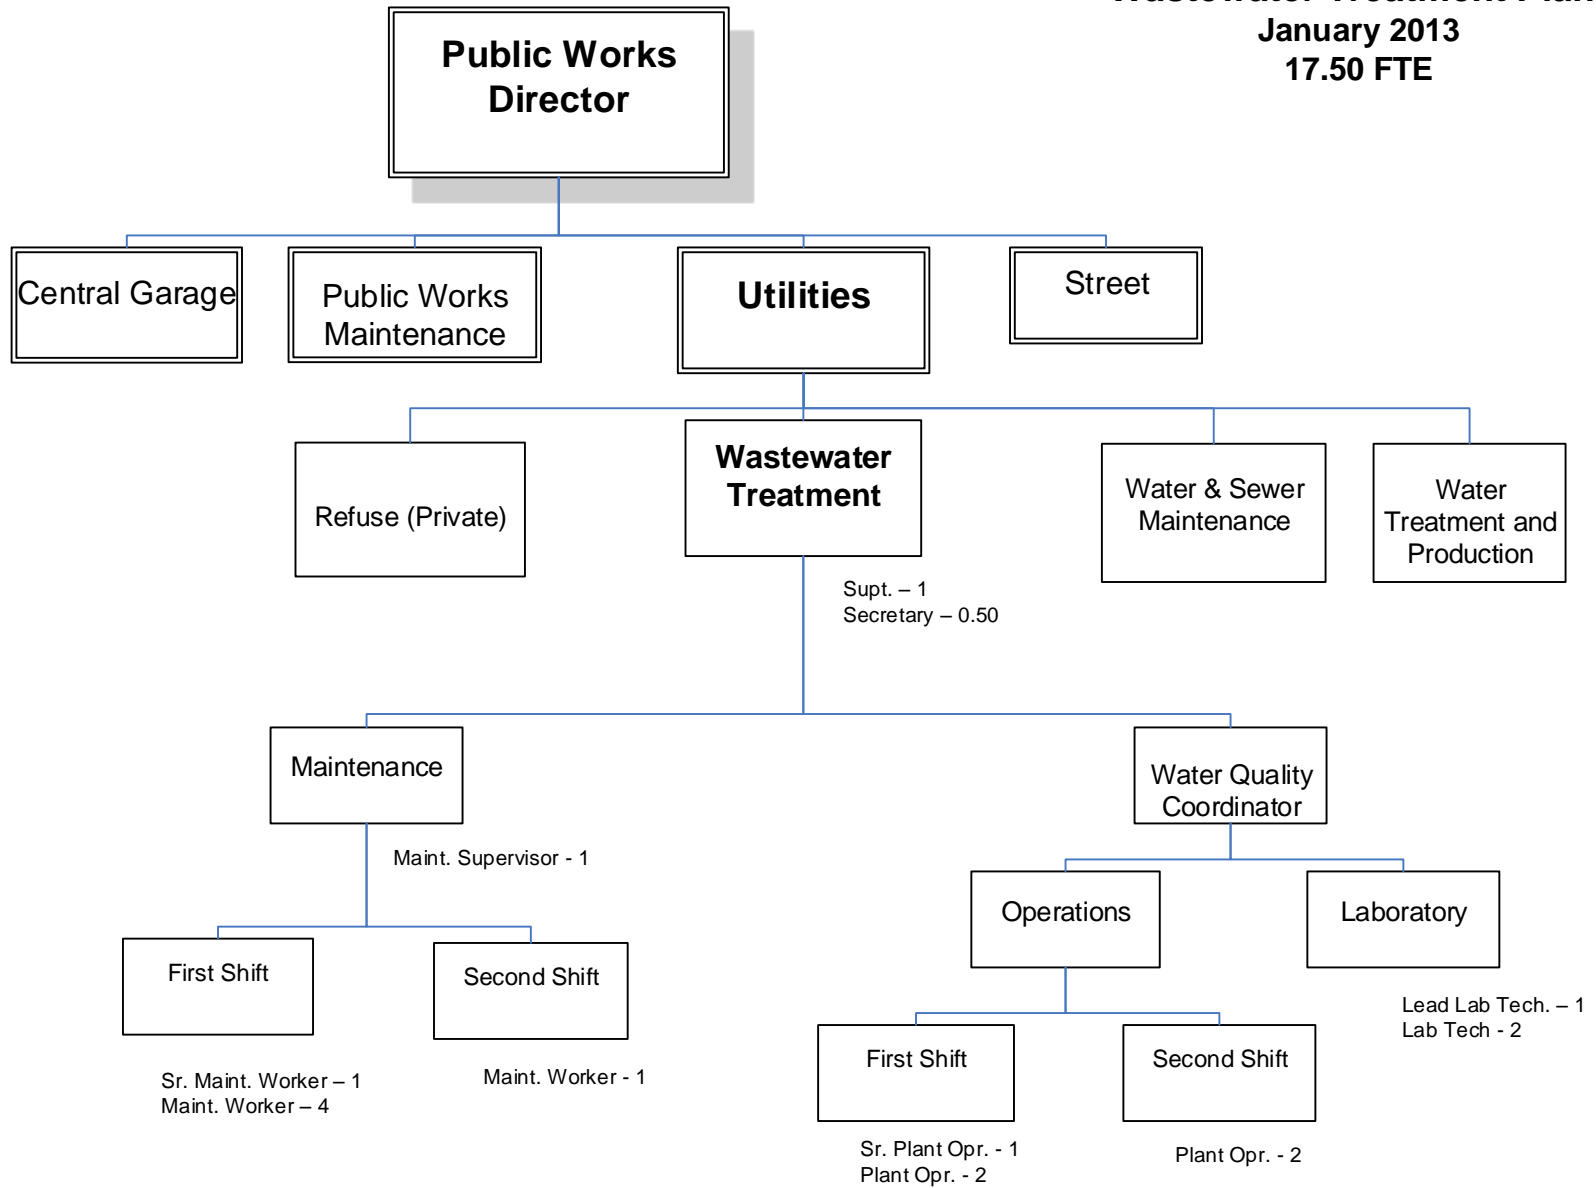 January 2013
17.50 FTE
Public Works
Director
Central Garage
Public Works
Maintenance
Utilities
Street
Refuse (Private)
Wastewater
Treatment
Water & Sewer
Maintenance
Water
Treatment and
Production
Supt. – 1
Secretary – 0.50
Maintenance
Water Quality
Coordinator
Maint. Supervisor - 1
Operations
Laboratory
First Shift
Second Shift
Lead Lab Tech. – 1
Lab Tech - 2
Sr. Maint. Worker – 1
Maint. Worker – 4
Maint. Worker - 1
First Shift
Second Shift
Sr. Plant Opr. - 1
Plant Opr. - 2
Plant Opr. - 2